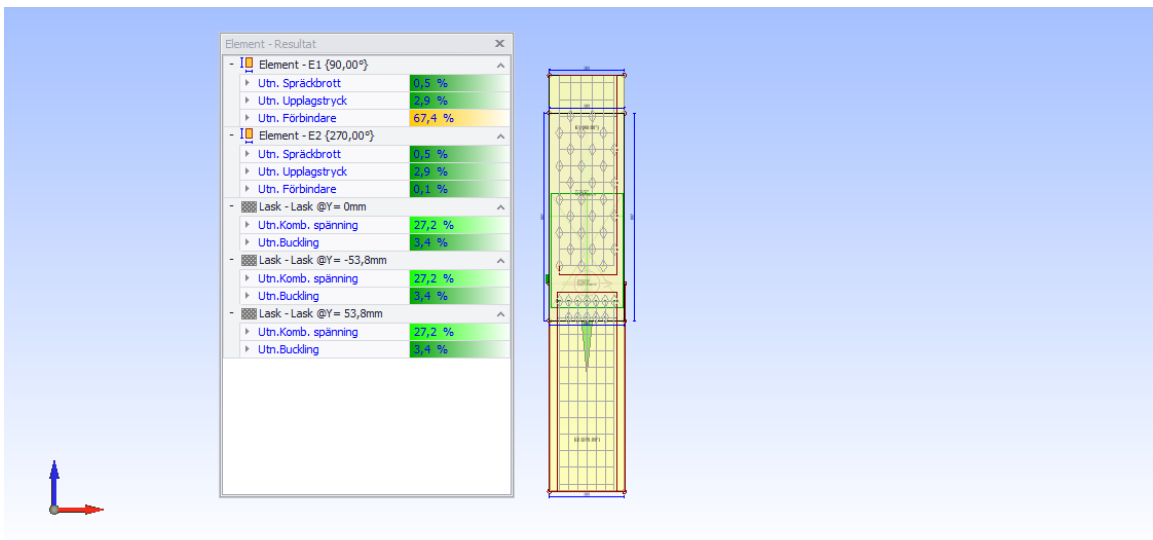 Element - Resultat
Element - E1 {90,00°}
Utn. Spräckbrott 0,5 %
Utn. Upplagstryck 2,9 %
Utn. Förbindare 67,4 %
Element - E2 {270,00°}
Utn. Spräckbrott 0,5 %
Utn. Upplagstryck 2,9 %
Utn. Förbindare 0,1 %
Lask - Lask @Y= 0mm
Utn.Komb. spänning 27,2 %
Utn.Buckling 3,4 %
Lask - Lask @Y= -53,8mm
Utn.Komb. spänning 27,2 %
Utn.Buckling 3,4 %
Lask - Lask @Y= 53,8mm
Utn.Komb. spänning 27,2 %
Utn.Buckling 3,4 %